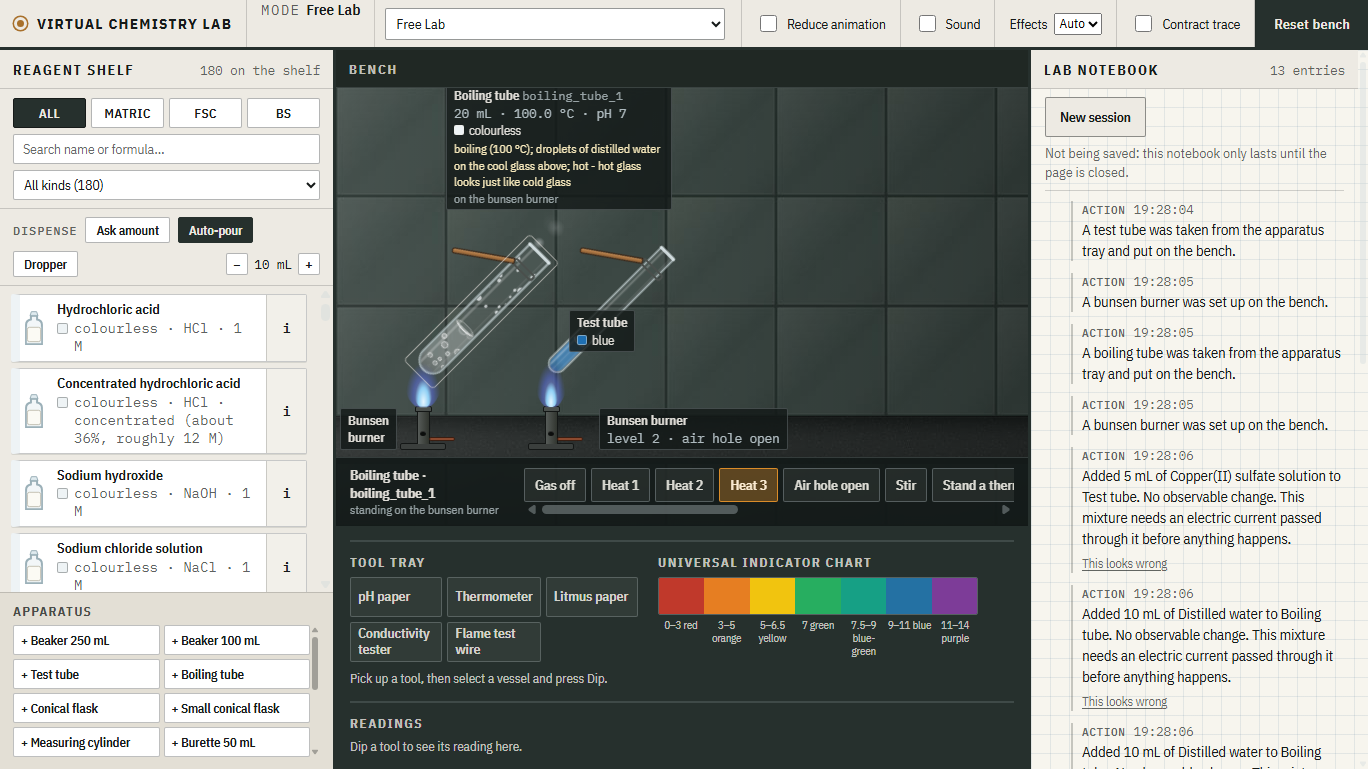 VIRTUAL CHEMISTRY LAB
MODE Free Lab
Free Lab
Reduce animation
Sound
Effects Auto
Contract trace
Reset bench
REAGENT SHELF 180 on the shelf
ALL MATRIC FSC BS
Search name or formula...
All kinds (180)
DISPENSE Ask amount Auto-pour
Dropper − 10 mL +
Hydrochloric acid
colourless · HCl · 1
M
i
Concentrated hydrochloric acid
colourless · HCl ·
concentrated (about
36%, roughly 12 M)
i
Sodium hydroxide
colourless · NaOH · 1
M
i
Sodium chloride solution
colourless · NaCl · 1
M
i
APPARATUS
+ Beaker 250 mL + Beaker 100 mL
+ Test tube + Boiling tube
+ Conical flask + Small conical flask
+ Measuring cylinder + Burette 50 mL
BENCH
Boiling tube boiling_tube_1
20 mL · 100.0 °C · pH 7
colourless
boiling (100 °C); droplets of distilled water
on the cool glass above; hot - hot glass
looks just like cold glass
on the bunsen burner
Test tube
blue
Bunsen
burner
Bunsen burner
level 2 · air hole open
Boiling tube ·
boiling_tube_1
standing on the bunsen burner
Gas off Heat 1 Heat 2 Heat 3 Air hole open Stir Stand a ther
TOOL TRAY
pH paper Thermometer Litmus paper
Conductivity
tester
Flame test
wire
Pick up a tool, then select a vessel and press Dip.
UNIVERSAL INDICATOR CHART
0–3 red
3–5
orange
5–6.5
yellow
7 green
7.5–9
blue-
green
9–11 blue
11–14
purple
READINGS
Dip a tool to see its reading here.
LAB NOTEBOOK 13 entries
New session
Not being saved: this notebook only lasts until the
page is closed.
ACTION 19:28:04
A test tube was taken from the apparatus
tray and put on the bench.
ACTION 19:28:05
A bunsen burner was set up on the bench.
ACTION 19:28:05
A boiling tube was taken from the apparatus
tray and put on the bench.
ACTION 19:28:05
A bunsen burner was set up on the bench.
ACTION 19:28:06
Added 5 mL of Copper(II) sulfate solution to
Test tube. No observable change. This
mixture needs an electric current passed
through it before anything happens.
This looks wrong
ACTION 19:28:06
Added 10 mL of Distilled water to Boiling
tube. No observable change. This mixture
needs an electric current passed through it
before anything happens.
This looks wrong
ACTION 19:28:06
Added 10 mL of Distilled water to Boiling